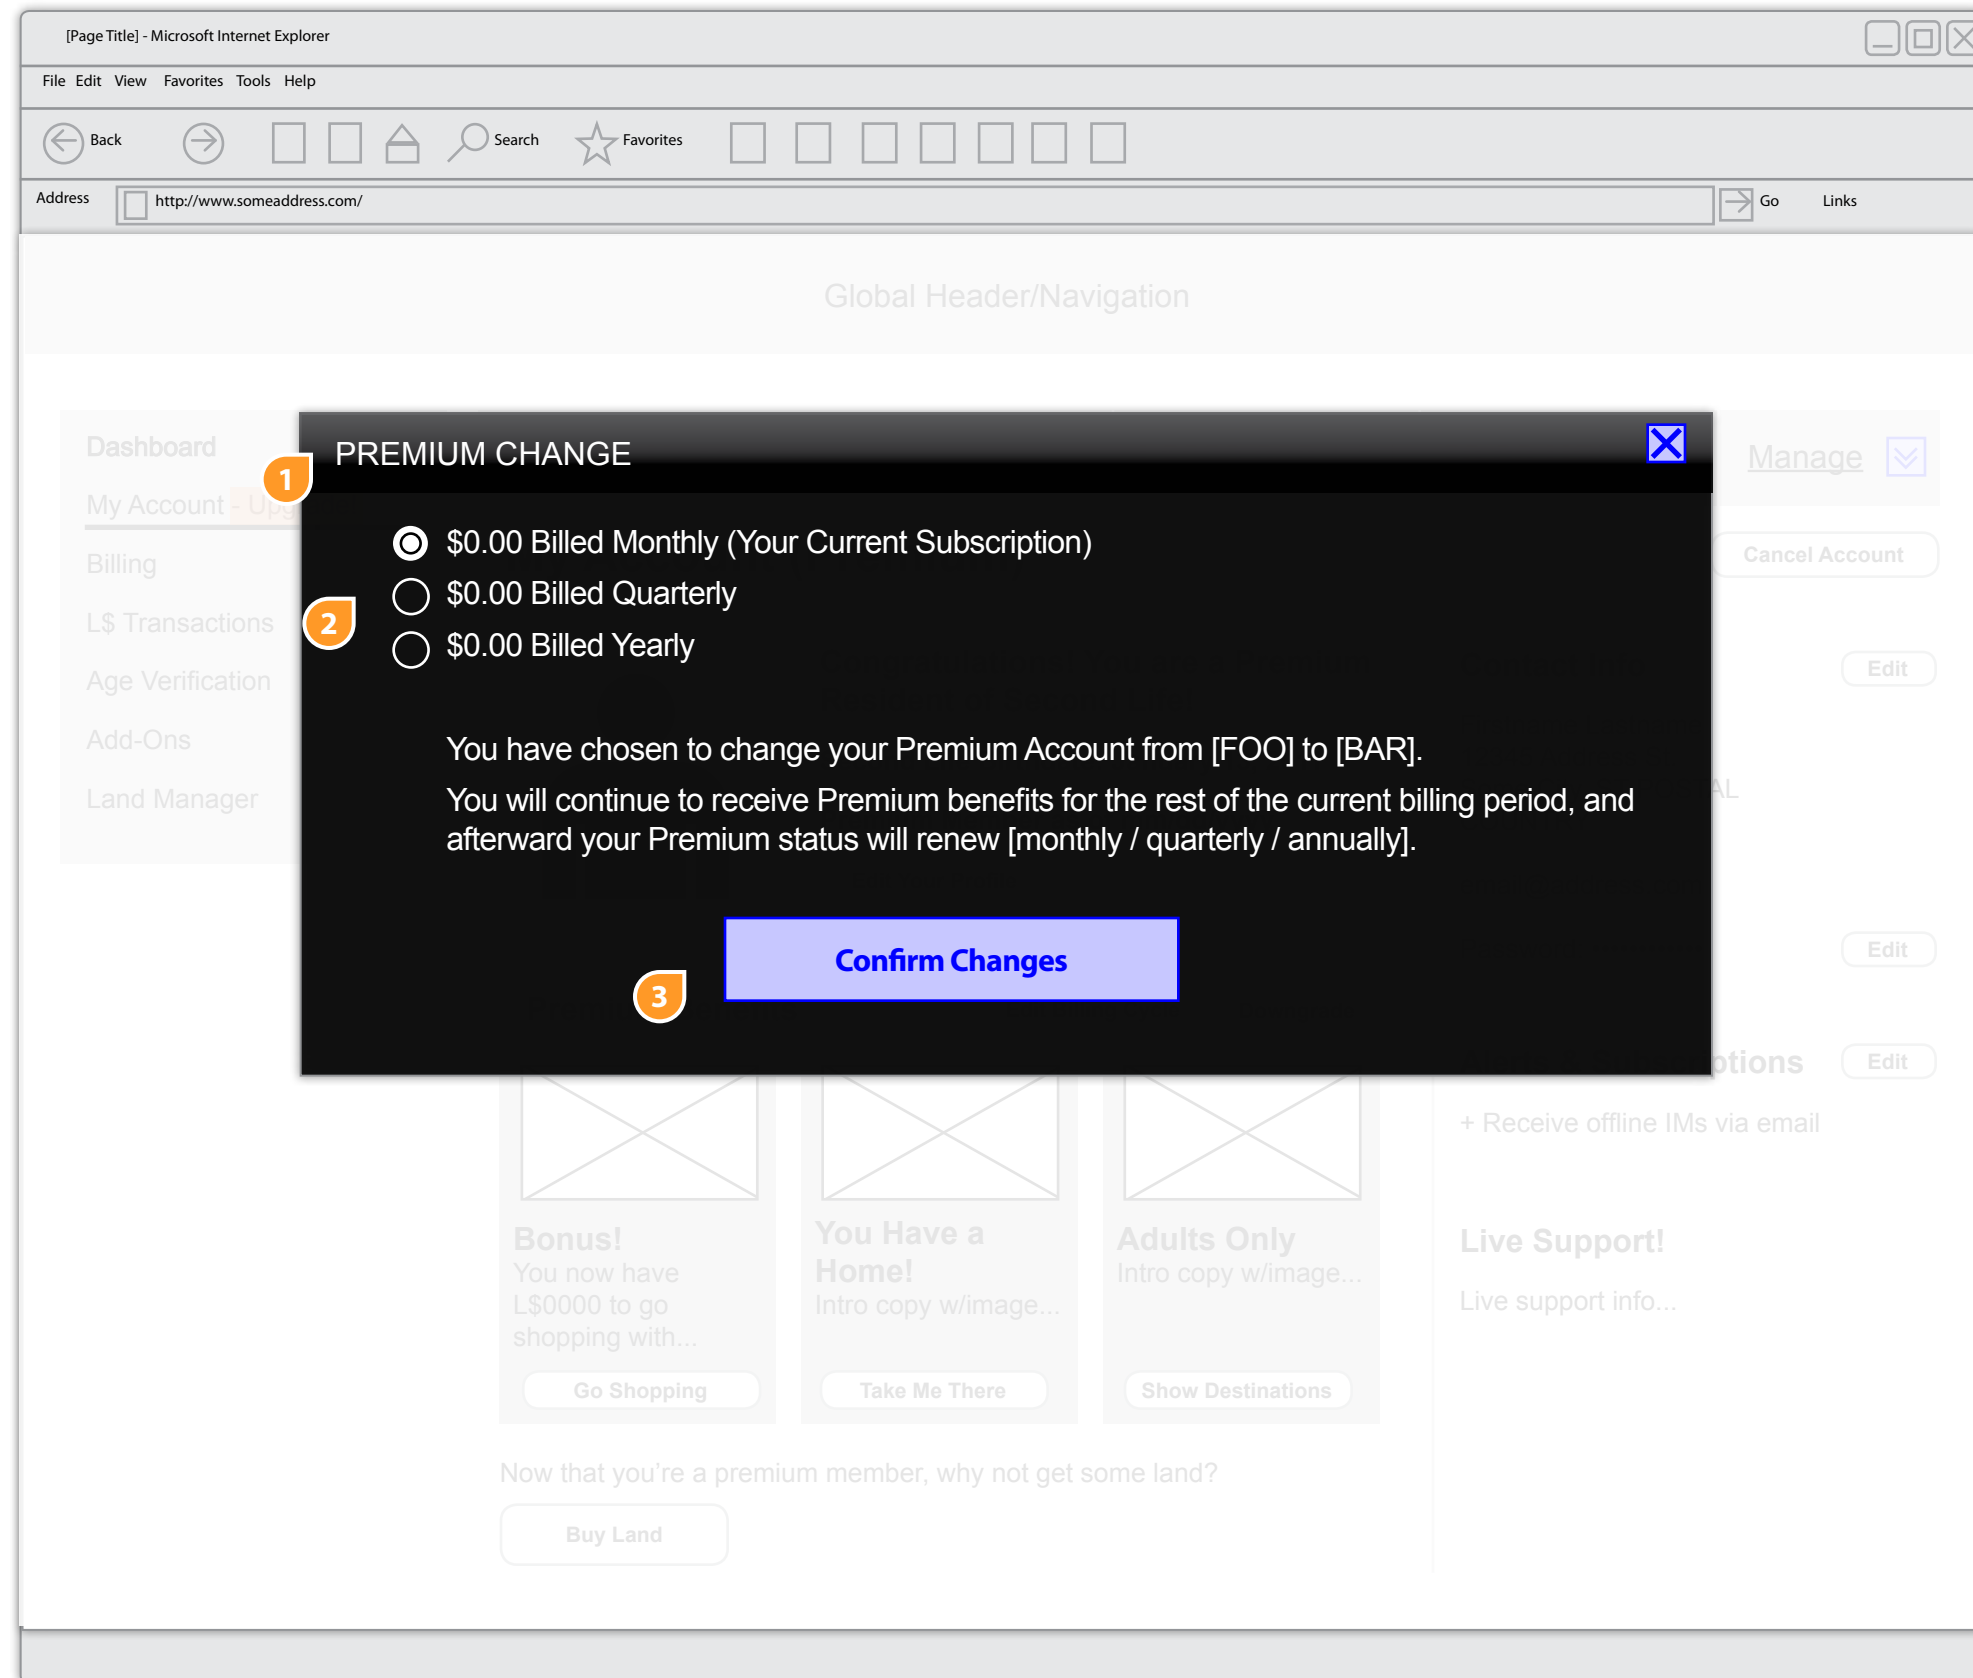 [Page Title] - Microsoft Internet Explorer
File Edit View Favorites Tools Help
Back Search Favorites
Address http://www.someaddress.com/ Go Links
Global Header/Navigation
Dashboard
My Account - Upg
Billing
L$ Transactions
Age Verification
Add-Ons
Land Manager
Manage
Cancel Account
Edit
AL
Edit
ptions Edit
1
PREMIUM CHANGE
$0.00 Billed Monthly (Your Current Subscription)
2
$0.00 Billed Quarterly
$0.00 Billed Yearly
You have chosen to change your Premium Account from [FOO] to [BAR].
You will continue to receive Premium benefits for the rest of the current billing period, and
afterward your Premium status will renew [monthly / quarterly / annually].
Confirm Changes
3
Bonus!
You now have
L$0000 to go
shopping with...
Go Shopping
You Have a
Home!
Intro copy w/image...
Take Me There
Adults Only
Intro copy w/image...
Show Destinations
+ Receive offline IMs via email
Live Support!
Live support info...
Now that you're a premium member, why not get some land?
Buy Land